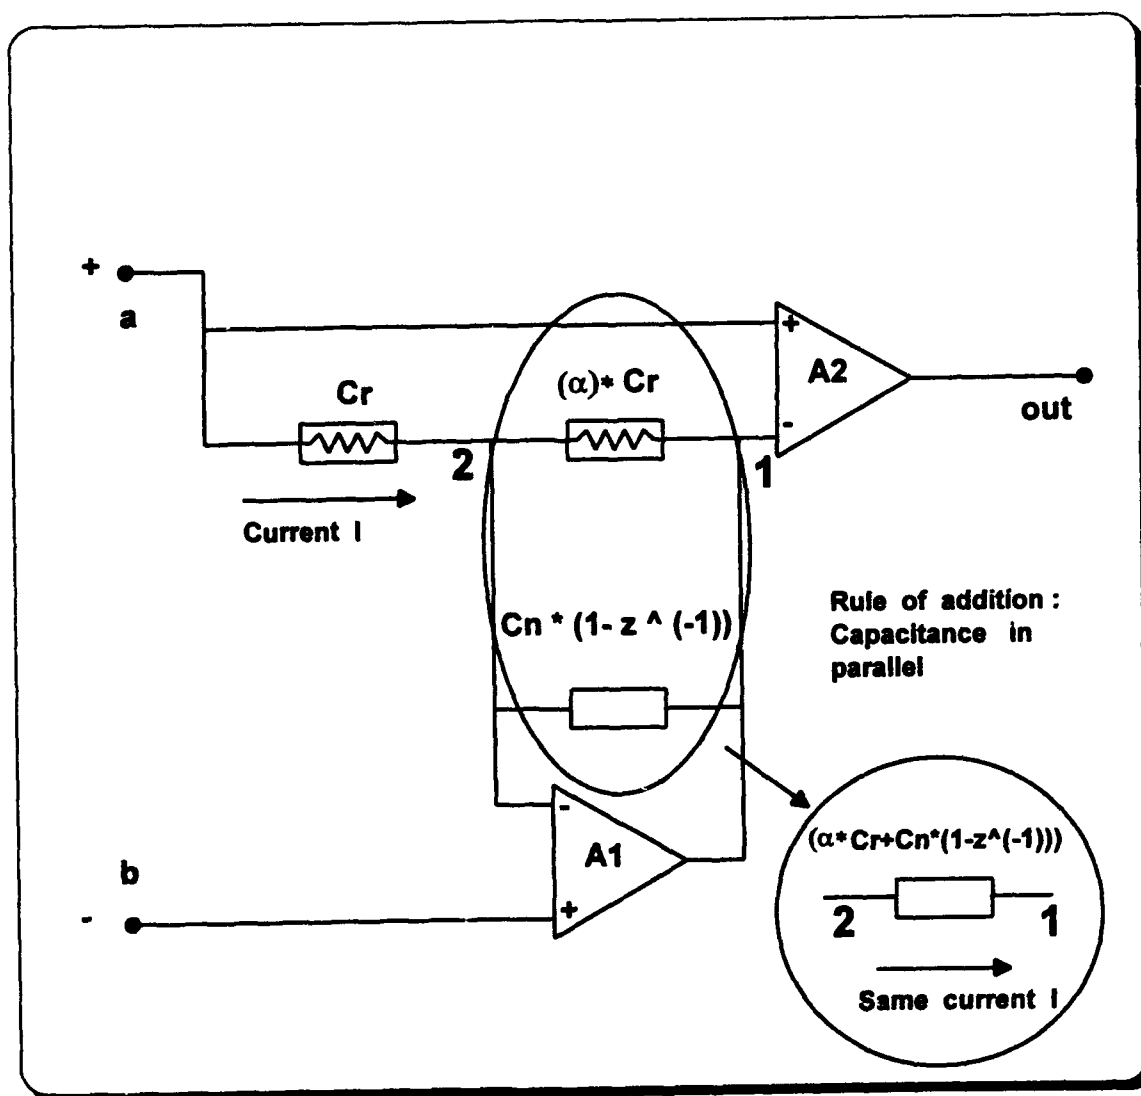 +
a
+
A2
-
out
Cr
(α)* Cr
2
1
Current I
Cn * (1- z ^ (-1))
Rule of addition :
Capacitance in
parallel
-
A1
+
b
-
(α*Cr+Cn*(1-z^(-1)))
2
1
Same current I